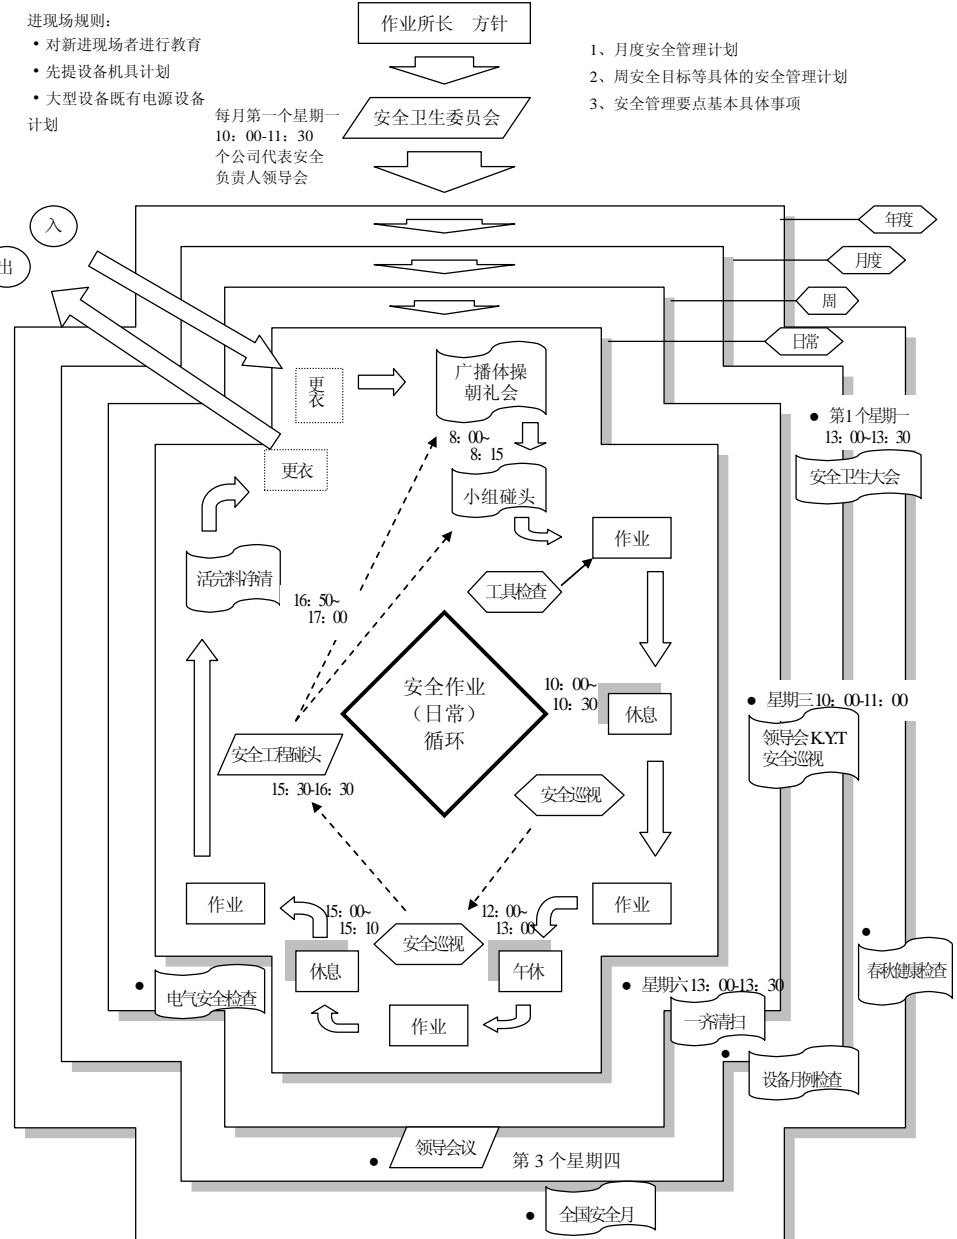 进现场规则：
• 对新进现场者进行教育
• 先提设备机具计划
• 大型设备既有电源设备
计划
作业所长 方针
1、月度安全管理计划
2、周安全目标等具体的安全管理计划
3、安全管理要点基本具体事项
安全卫生委员会
每月第一个星期一
10：00-11：30
个公司代表安全
负责人领导会
入
出
年度
月度
周
日常
更
衣
广播体操
朝礼会
8：00~
8：15
● 第1个星期一
13：00~13：30
安全卫生大会
更衣
小组碰头
作业
活完料净清
工具检查
16：50~
17：00
安全作业
（日常）
循环
10：00~
10：30
休息
● 星期三10：00-11：00
领导会K.Y.T
安全巡视
安全工程碰头
15：30-16：30
安全巡视
作业
15：00~
15：10
安全巡视
12：00~
13：00
作业
休息
午休
● 春秋健康检查
● 电气安全检查
作业
● 星期六13：00-13：30
一齐清扫
● 设备月例检查
● 领导会议 第3个星期四
● 全国安全月